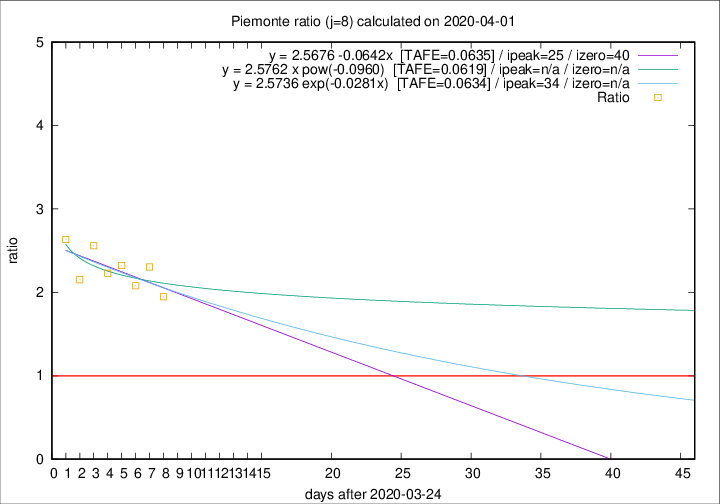 Piemonte ratio (j=8) calculated on 2020-04-01
y = 2.5676 -0.0642x  [TAFE=0.0635] / ipeak=25 / izero=40
y = 2.5762 x pow(-0.0960)  [TAFE=0.0619] / ipeak=n/a / izero=n/a
y = 2.5736 exp(-0.0281x)  [TAFE=0.0634] / ipeak=34 / izero=n/a
Ratio
5
4
3
2
1
0
ratio
0 1 2 3 4 5 6 7 8 9 10 11 12 13 14 15 20 25 30 35 40 45
days after 2020-03-24